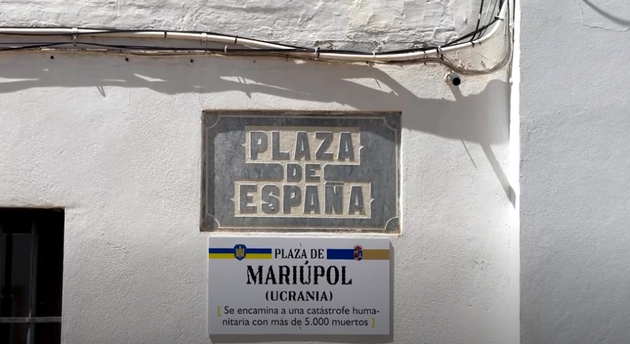 PLAZA
DE
ESPAÑA
PLAZA DE
MARIÚPOL
(UCRANIA)
[ Se encamina a una catástrofe huma-
nitaria con más de 5.000 muertos ]